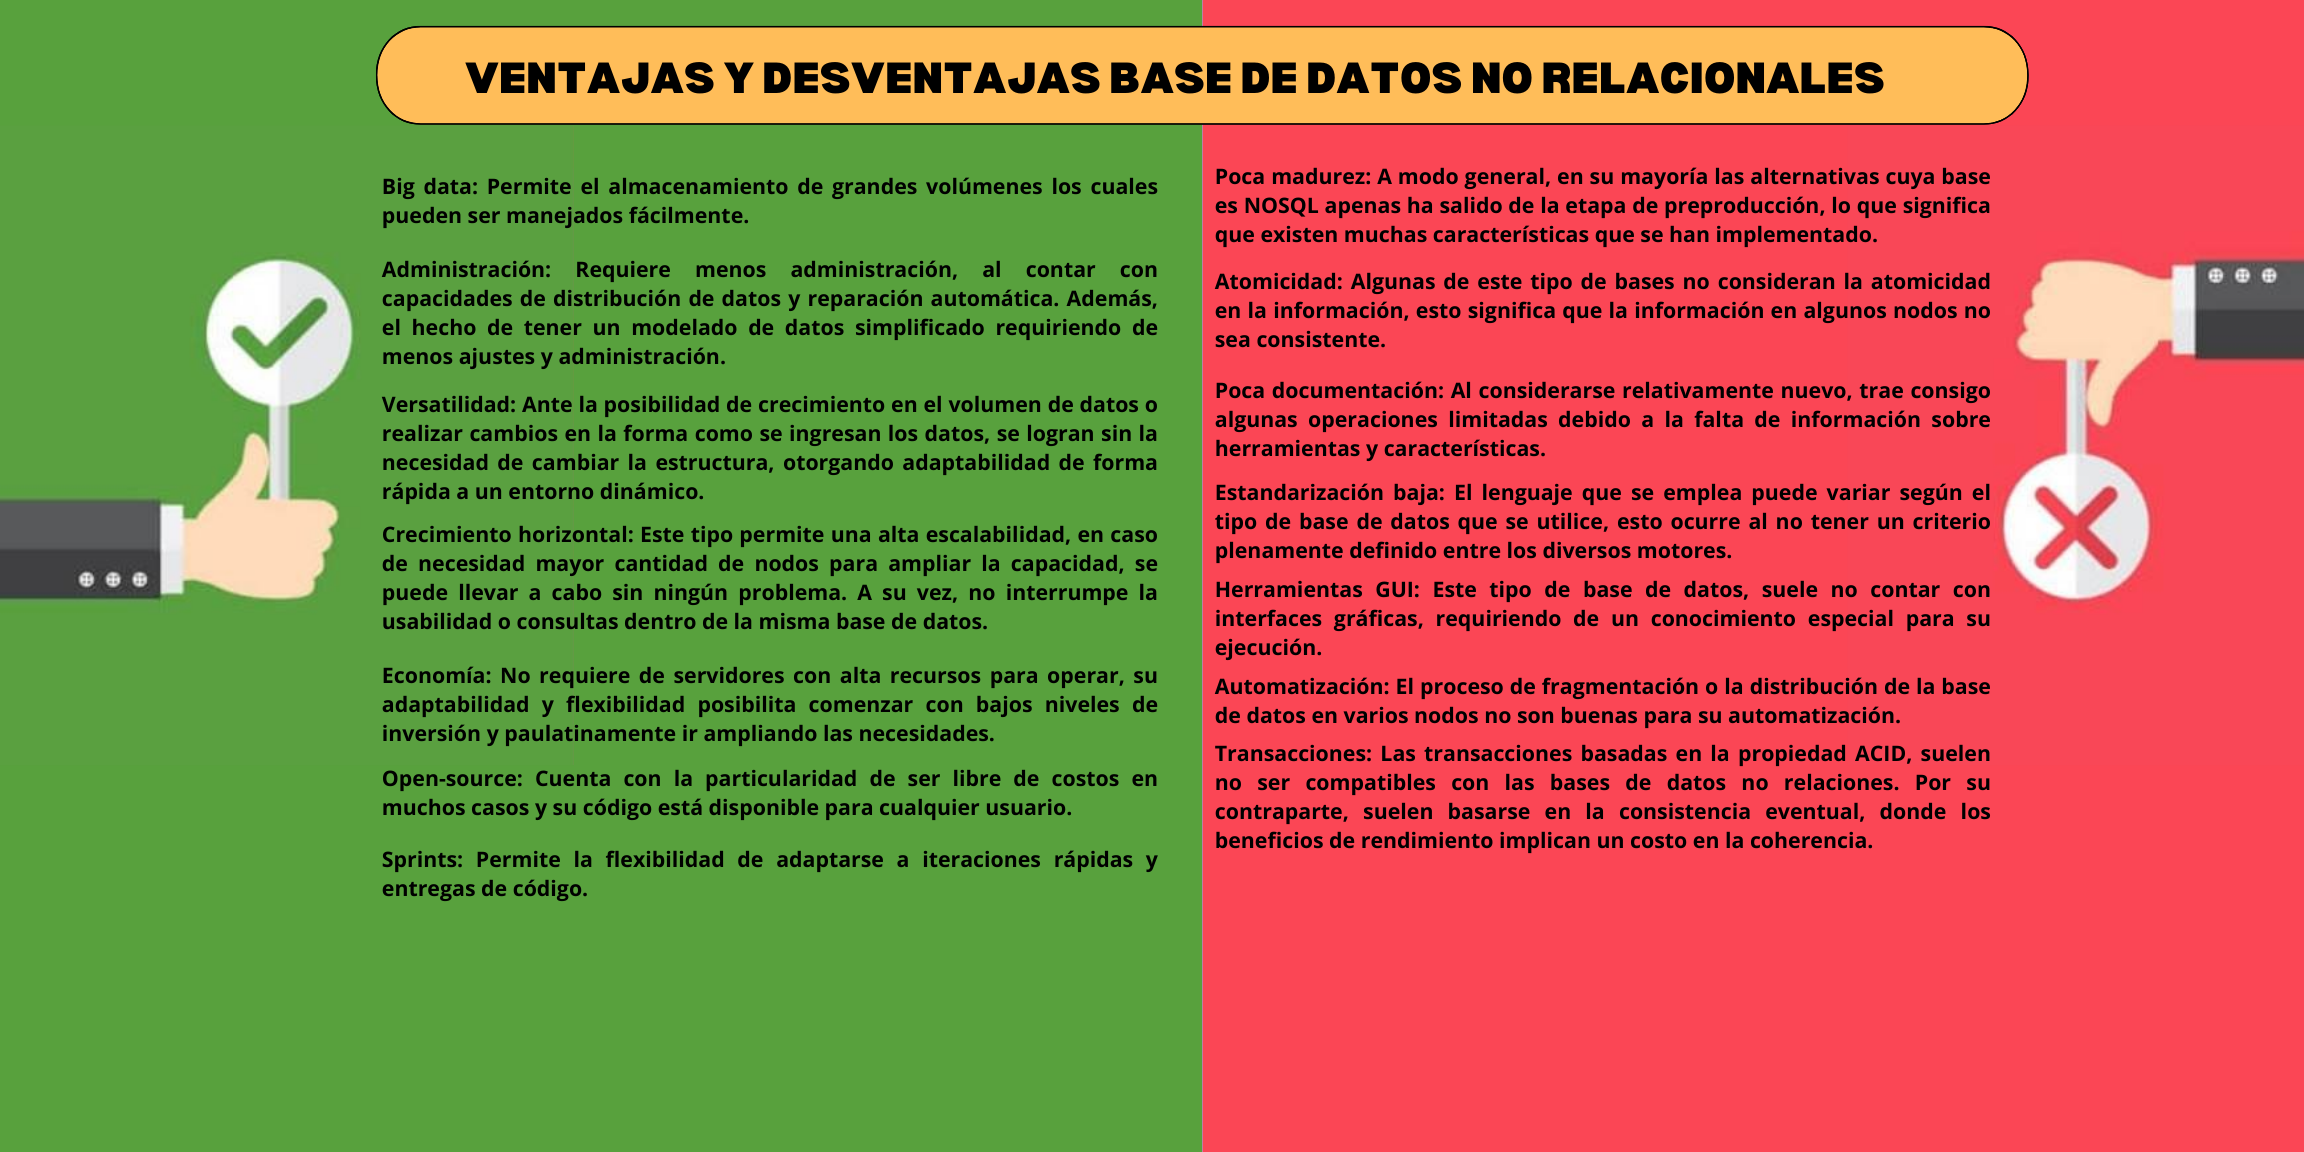 VENTAJAS Y DESVENTAJAS BASE DE DATOS NO RELACIONALES
Big data: Permite el almacenamiento de grandes volúmenes los cuales
pueden ser manejados fácilmente.
Administración: Requiere menos administración, al contar con
capacidades de distribución de datos y reparación automática. Además,
el hecho de tener un modelado de datos simplificado requiriendo de
menos ajustes y administración.
Versatilidad: Ante la posibilidad de crecimiento en el volumen de datos o
realizar cambios en la forma como se ingresan los datos, se logran sin la
necesidad de cambiar la estructura, otorgando adaptabilidad de forma
rápida a un entorno dinámico.
Crecimiento horizontal: Este tipo permite una alta escalabilidad, en caso
de necesidad mayor cantidad de nodos para ampliar la capacidad, se
puede llevar a cabo sin ningún problema. A su vez, no interrumpe la
usabilidad o consultas dentro de la misma base de datos.
Economía: No requiere de servidores con alta recursos para operar, su
adaptabilidad y flexibilidad posibilita comenzar con bajos niveles de
inversión y paulatinamente ir ampliando las necesidades.
Open-source: Cuenta con la particularidad de ser libre de costos en
muchos casos y su código está disponible para cualquier usuario.
Sprints: Permite la flexibilidad de adaptarse a iteraciones rápidas y
entregas de código.
Poca madurez: A modo general, en su mayoría las alternativas cuya base
es NOSQL apenas ha salido de la etapa de preproducción, lo que significa
que existen muchas características que se han implementado.
Atomicidad: Algunas de este tipo de bases no consideran la atomicidad
en la información, esto significa que la información en algunos nodos no
sea consistente.
Poca documentación: Al considerarse relativamente nuevo, trae consigo
algunas operaciones limitadas debido a la falta de información sobre
herramientas y características.
Estandarización baja: El lenguaje que se emplea puede variar según el
tipo de base de datos que se utilice, esto ocurre al no tener un criterio
plenamente definido entre los diversos motores.
Herramientas GUI: Este tipo de base de datos, suele no contar con
interfaces gráficas, requiriendo de un conocimiento especial para su
ejecución.
Automatización: El proceso de fragmentación o la distribución de la base
de datos en varios nodos no son buenas para su automatización.
Transacciones: Las transacciones basadas en la propiedad ACID, suelen
no ser compatibles con las bases de datos no relaciones. Por su
contraparte, suelen basarse en la consistencia eventual, donde los
beneficios de rendimiento implican un costo en la coherencia.